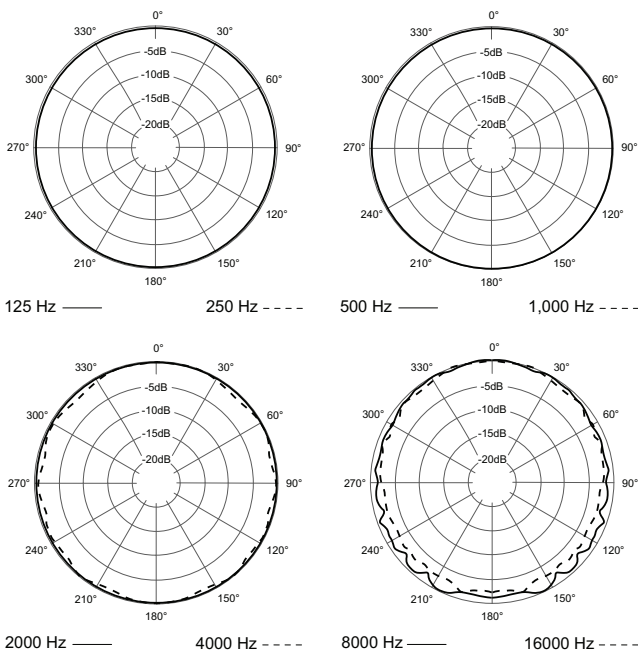 0° 0°
330° 30° 330° 30°
-5dB -5dB
300° -10dB 60° 300° -10dB 60°
-15dB -15dB
-20dB -20dB
270° 90° 270° 90°
240° 120° 240° 120°
210° 150° 210° 150°
180° 180°
125 Hz 250 Hz 500 Hz 1,000 Hz
0° 0°
330° 30° 330° 30°
-5dB -5dB
300° -10dB 60° 300° -10dB 60°
-15dB -15dB
-20dB -20dB
270° 90° 270° 90°
240° 120° 240° 120°
210° 150° 210° 150°
180° 180°
2000 Hz 4000 Hz 8000 Hz 16000 Hz